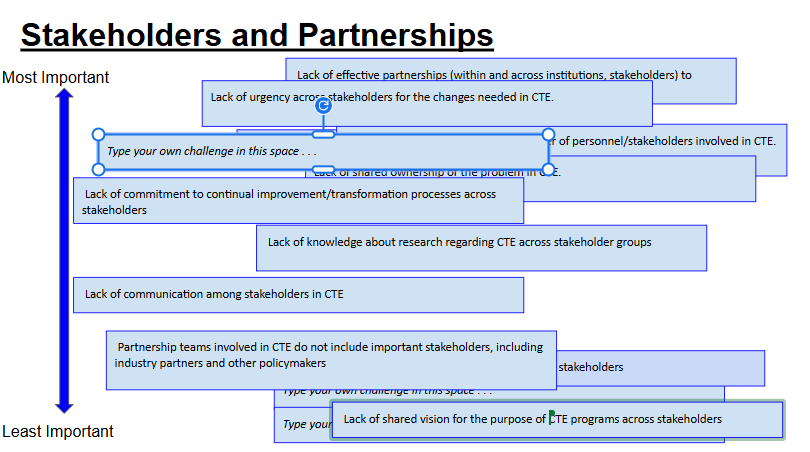 Stakeholders and Partnerships
Most Important
Lack of effective partnerships (within and across institutions, stakeholders) to
Lack of urgency across stakeholders for the changes needed in CTE.
of personnel/stakeholders involved in CTE.
Type your own challenge in this space . . .
Lack of shared ownership of the problem in CTE.
Lack of commitment to continual improvement/transformation processes across
stakeholders
Lack of knowledge about research regarding CTE across stakeholder groups
Lack of communication among stakeholders in CTE
Partnership teams involved in CTE do not include important stakeholders, including
industry partners and other policymakers
stakeholders
Type your own challenge in this space . . .
Type your
Lack of shared vision for the purpose of CTE programs across stakeholders
Least Important